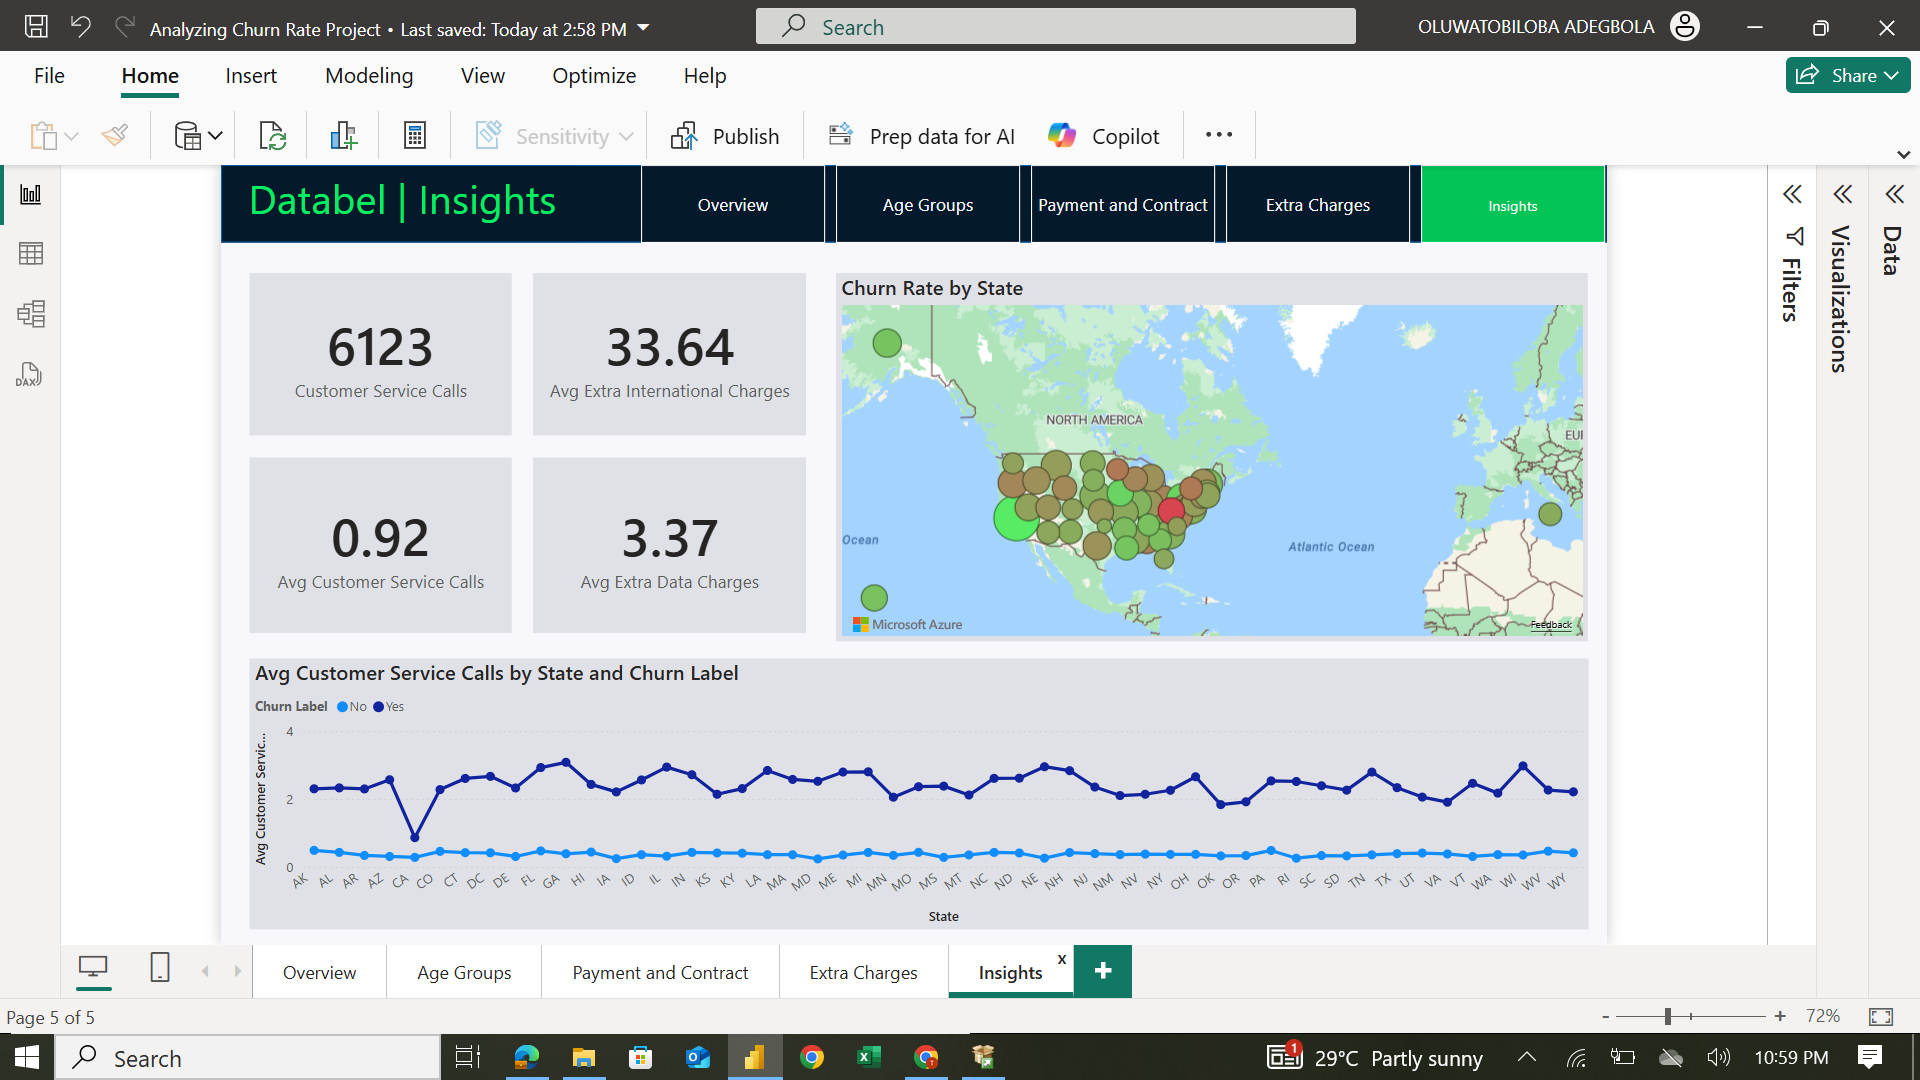 Analyzing Churn Rate Project • Last saved: Today at 2:58 PM
Search
OLUWATOBILOBA ADEGBOLA
File Home Insert Modeling View Optimize Help
Share
Sensitivity
Publish
Prep data for AI
Copilot
Databel | Insights
Overview
Age Groups
Payment and Contract
Extra Charges
Insights
6123
Customer Service Calls
33.64
Avg Extra International Charges
0.92
Avg Customer Service Calls
3.37
Avg Extra Data Charges
Churn Rate by State
NORTH AMERICA
EUR
Ocean
Atlantic Ocean
Microsoft Azure
Feedback
Avg Customer Service Calls by State and Churn Label
Churn Label No Yes
Avg Customer Servic...
4
2
0
AK AL AR AZ CA CO CT DC DE FL GA HI IA ID IL IN KS KY LA MA MD ME MI MN MO MS MT NC ND NE NH NJ NM NV NY OH OK OR PA RI SC SD TN TX UT VA VT WA WI WV WY
State
Filters
Visualizations
Data
DAX
Overview
Age Groups
Payment and Contract
Extra Charges
Insights
x
+
Page 5 of 5
- + 72%
Search
1
29°C Partly sunny
10:59 PM